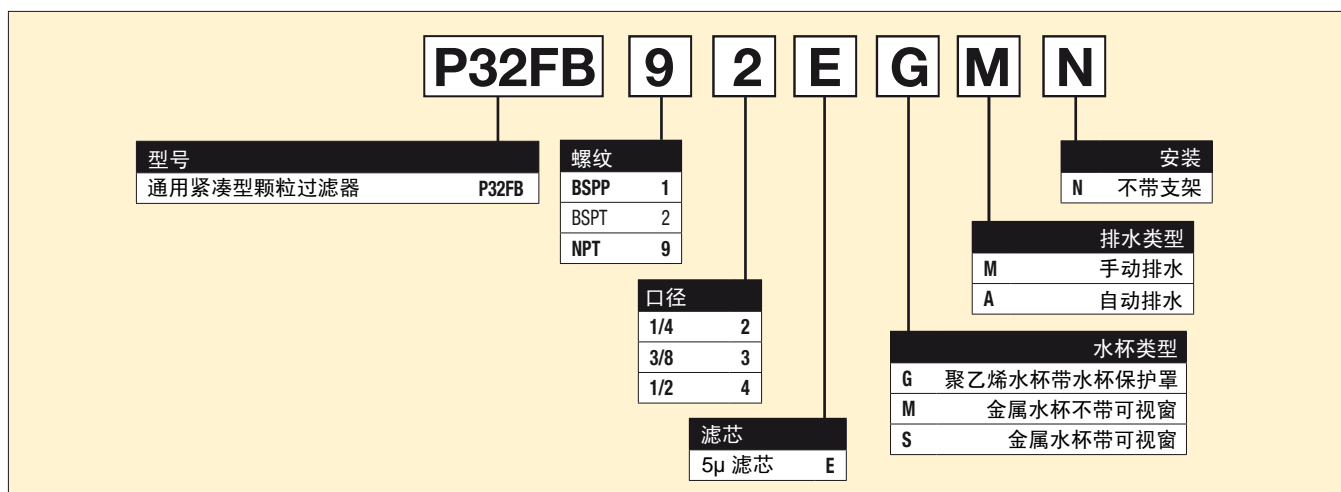 P32FB 9 2 E G M N
型号
通用紧凑型颗粒过滤器 P32FB
螺纹
BSPP 1
BSPT 2
NPT 9
口径
1/4 2
3/8 3
1/2 4
滤芯
5µ 滤芯 E
安装
N 不带支架
排水类型
M 手动排水
A 自动排水
水杯类型
G 聚乙烯水杯带水杯保护罩
M 金属水杯不带可视窗
S 金属水杯带可视窗